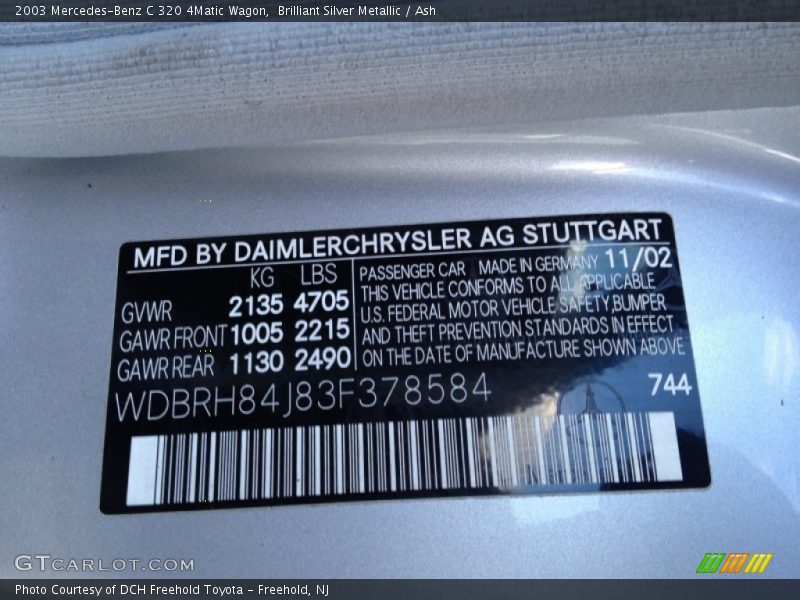 2003 Mercedes-Benz C 320 4Matic Wagon,  Brilliant Silver Metallic / Ash
MFD BY DAIMLERCHRYSLER AG STUTTGART
KG LBS
GVWR 2135 4705
GAWR FRONT 1005 2215
GAWR REAR 1130 2490
PASSENGER CAR MADE IN GERMANY 11/02
THIS VEHICLE CONFORMS TO ALL APPLICABLE
U.S. FEDERAL MOTOR VEHICLE SAFETY,BUMPER
AND THEFT PREVENTION STANDARDS IN EFFECT
ON THE DATE OF MANUFACTURE SHOWN ABOVE
WDBRH84J83F378584
744
GTCARLOT.COM
Photo Courtesy of DCH Freehold Toyota - Freehold, NJ